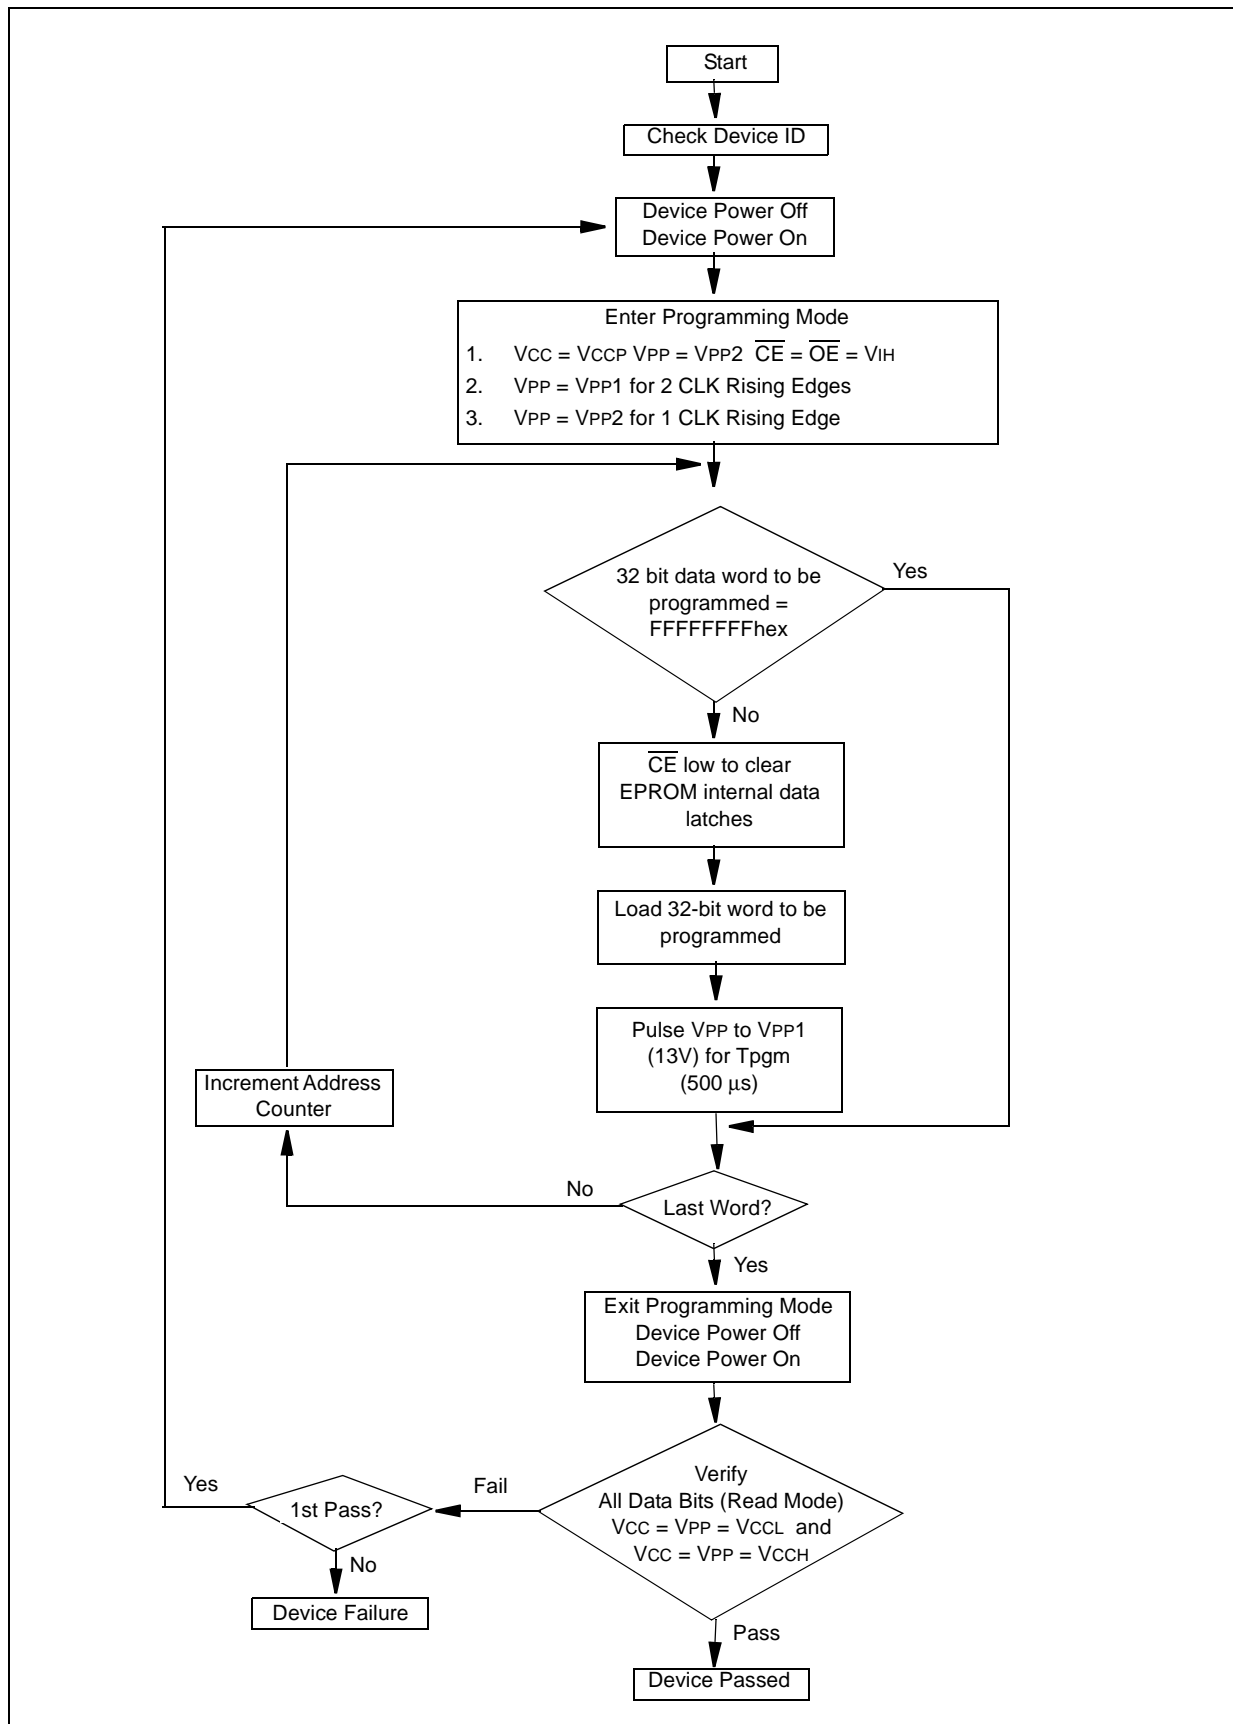 Start
Check Device ID
Device Power Off
Device Power On
Enter Programming Mode
1. VCC = VCCP VPP = VPP2 C̅E̅ = O̅E̅ = VIH
2. VPP = VPP1 for 2 CLK Rising Edges
3. VPP = VPP2 for 1 CLK Rising Edge
32 bit data word to be
programmed =
FFFFFFFFhex
Yes
No
C̅E̅ low to clear
EPROM internal data
latches
Load 32-bit word to be
programmed
Pulse VPP to VPP1
(13V) for Tpgm
(500 μs)
Increment Address
Counter
No
Last Word?
Yes
Exit Programming Mode
Device Power Off
Device Power On
Verify
All Data Bits (Read Mode)
VCC = VPP = VCCL and
VCC = VPP = VCCH
Fail
1st Pass?
Yes
No
Device Failure
Pass
Device Passed